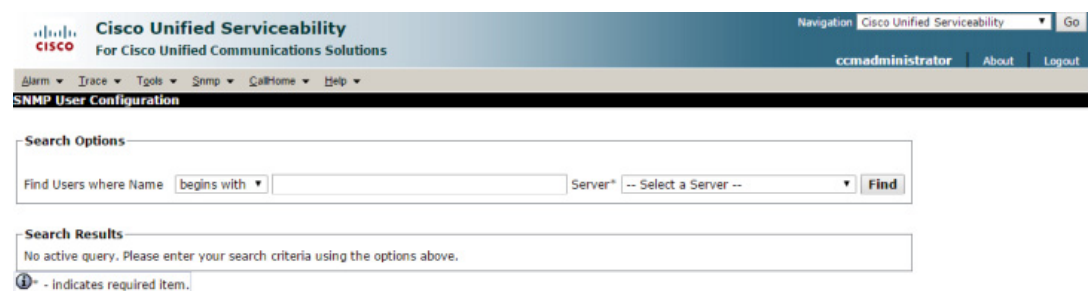 CISCO
Cisco Unified Serviceability
For Cisco Unified Communications Solutions
Navigation Cisco Unified Serviceability Go
ccmadministrator About Logout
Alarm Trace Tools Snmp CallHome Help
SNMP User Configuration
Search Options
Find Users where Name begins with Server* -- Select a Server -- Find
Search Results
No active query. Please enter your search criteria using the options above.
* - indicates required item.